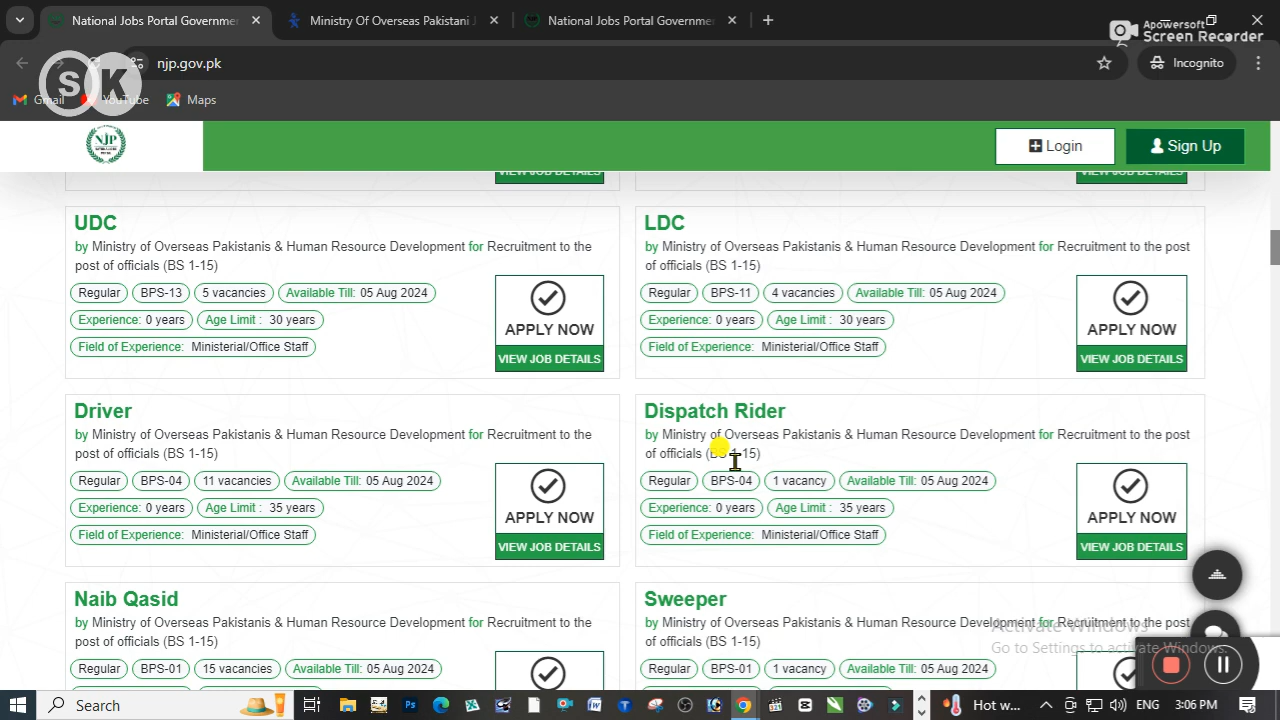 National Jobs Portal Governmen
Ministry Of Overseas Pakistani J
National Jobs Portal Governmen
Apowersoft
Screen Recorder
njp.gov.pk
Incognito
SK
Gmail
YouTube
Maps
NJP
Login
Sign Up
VIEW JOB DETAILS
VIEW JOB DETAILS
UDC
by Ministry of Overseas Pakistanis & Human Resource Development for Recruitment to the
post of officials (BS 1-15)
Regular BPS-13 5 vacancies Available Till: 05 Aug 2024
Experience: 0 years Age Limit : 30 years
Field of Experience: Ministerial/Office Staff
APPLY NOW
VIEW JOB DETAILS
LDC
by Ministry of Overseas Pakistanis & Human Resource Development for Recruitment to the post
of officials (BS 1-15)
Regular BPS-11 4 vacancies Available Till: 05 Aug 2024
Experience: 0 years Age Limit : 30 years
Field of Experience: Ministerial/Office Staff
APPLY NOW
VIEW JOB DETAILS
Driver
by Ministry of Overseas Pakistanis & Human Resource Development for Recruitment to the
post of officials (BS 1-15)
Regular BPS-04 11 vacancies Available Till: 05 Aug 2024
Experience: 0 years Age Limit : 35 years
Field of Experience: Ministerial/Office Staff
APPLY NOW
VIEW JOB DETAILS
Dispatch Rider
by Ministry of Overseas Pakistanis & Human Resource Development for Recruitment to the post
of officials (BS 1-15)
Regular BPS-04 1 vacancy Available Till: 05 Aug 2024
Experience: 0 years Age Limit : 35 years
Field of Experience: Ministerial/Office Staff
APPLY NOW
VIEW JOB DETAILS
Naib Qasid
by Ministry of Overseas Pakistanis & Human Resource Development for Recruitment to the
post of officials (BS 1-15)
Regular BPS-01 15 vacancies Available Till: 05 Aug 2024
Sweeper
by Ministry of Overseas Pakistanis & Human Resource Development for Recruitment to the post
of officials (BS 1-15)
Regular BPS-01 1 vacancy Available Till: 05 Aug 2024
Activate Windows
Go to Settings to activate Windows.
Search
Hot w...
ENG
3:06 PM